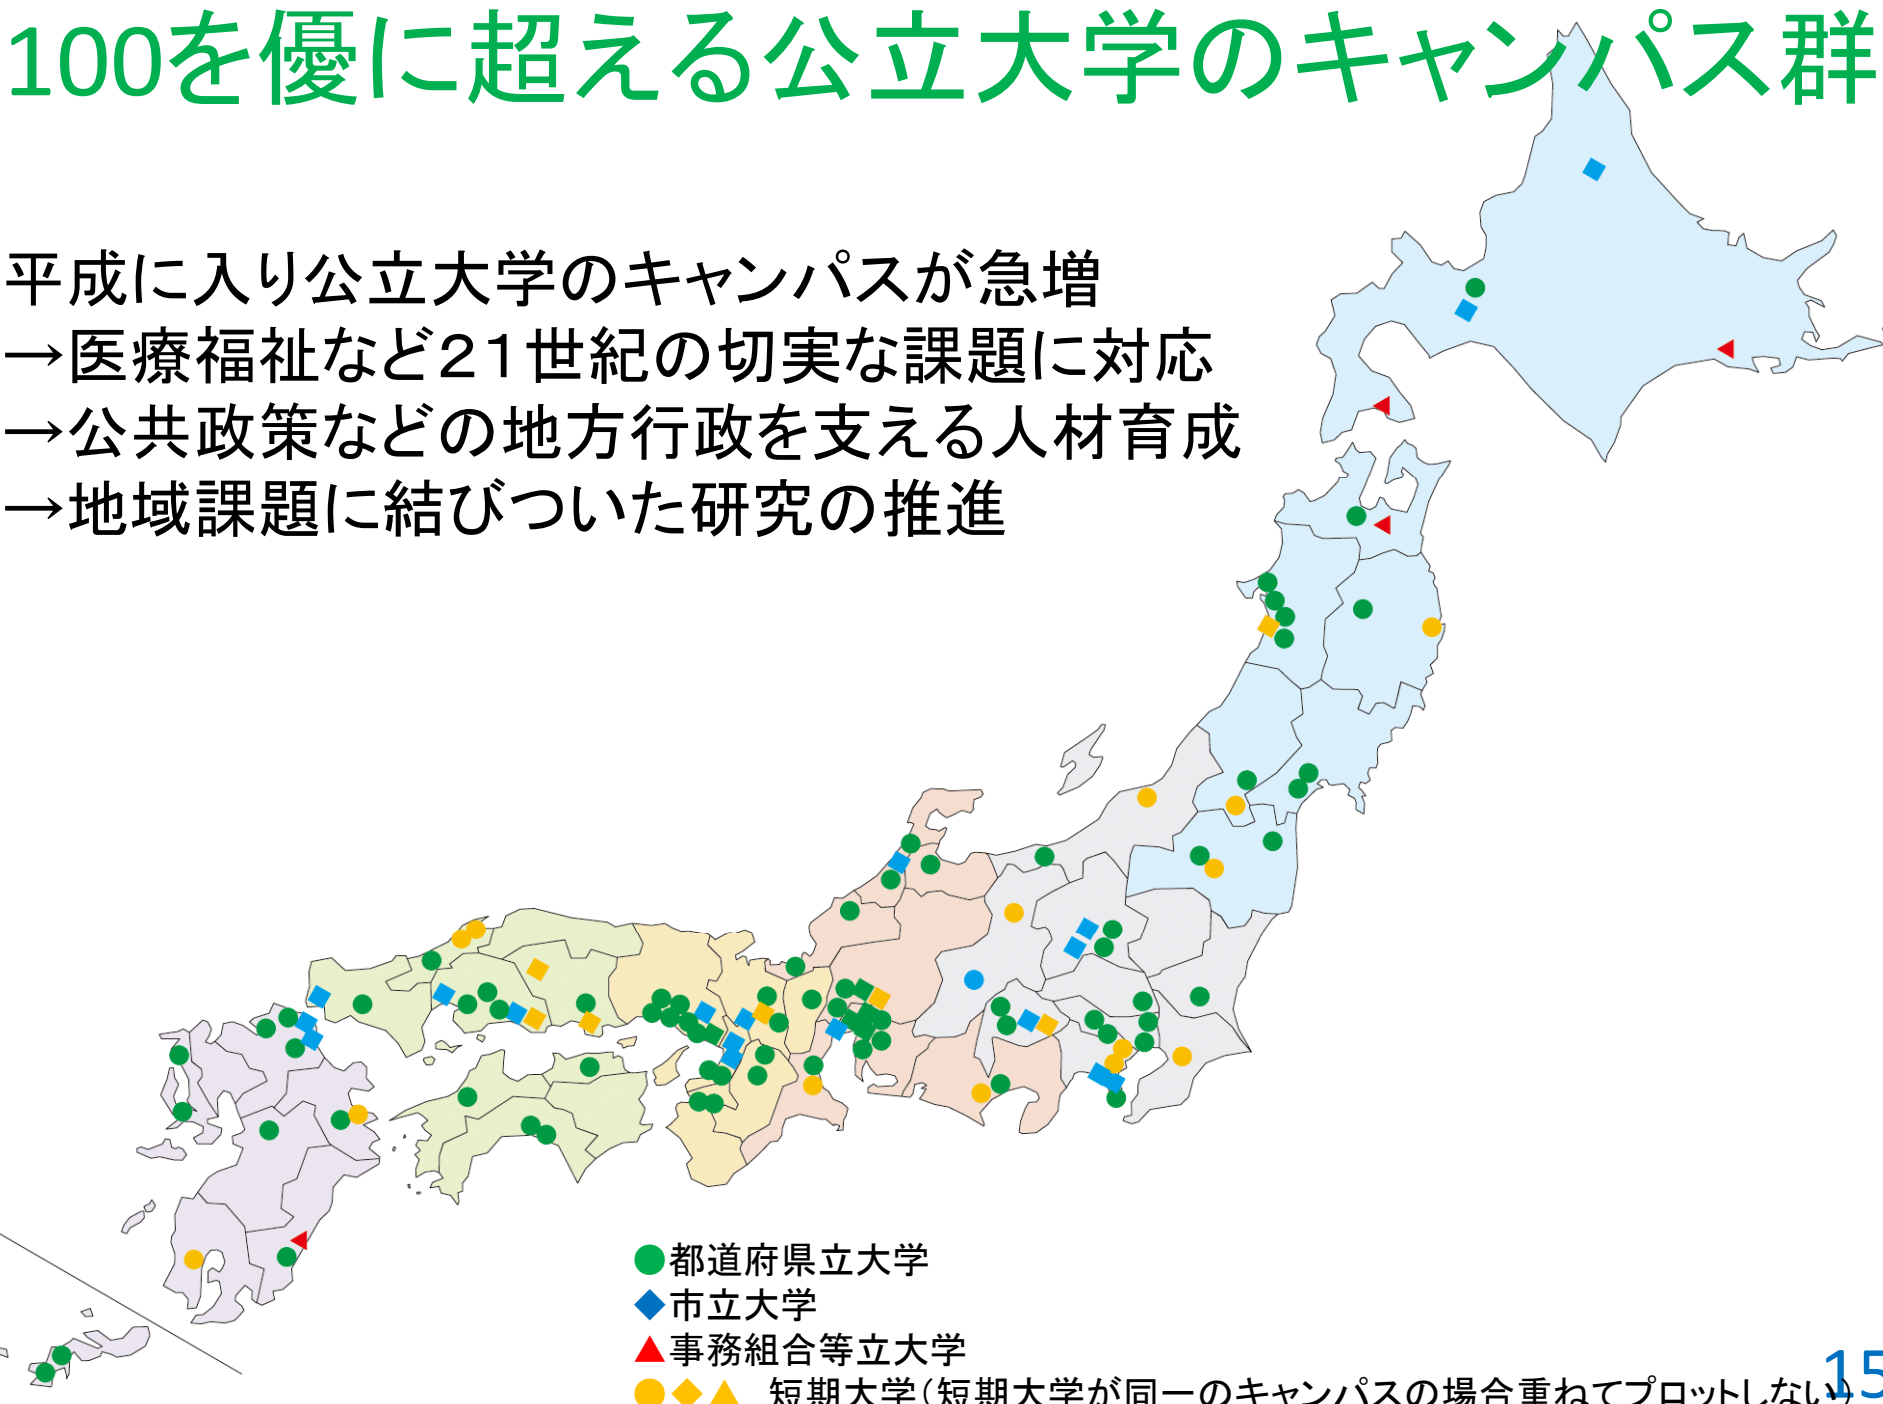 100を優に超える公立大学のキャンパス群
平成に入り公立大学のキャンパスが急増
→医療福祉など２１世紀の切実な課題に対応
→公共政策などの地方行政を支える人材育成
→地域課題に結びついた研究の推進
●都道府県立大学
◆市立大学
▲事務組合等立大学
●◆▲ 短期大学（短期大学が同一のキャンパスの場合重ねてプロットしない）
15